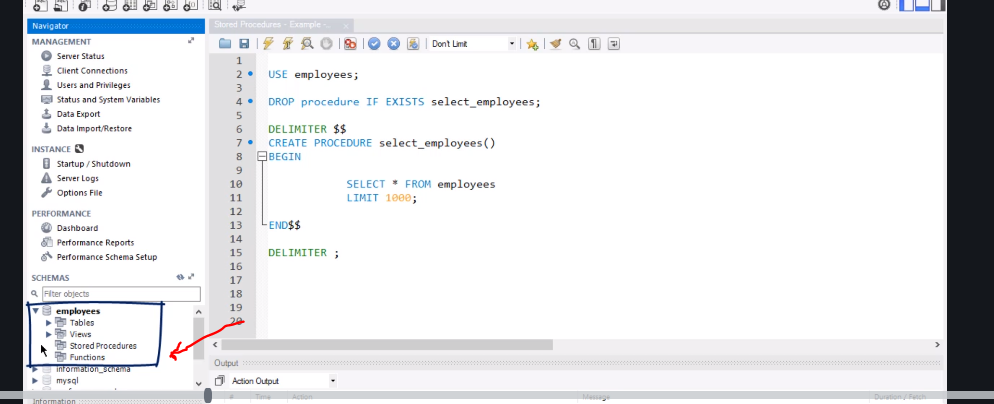 Navigator
MANAGEMENT
Server Status
Client Connections
Users and Privileges
Status and System Variables
Data Export
Data Import/Restore
INSTANCE
Startup / Shutdown
Server Logs
Options File
PERFORMANCE
Dashboard
Performance Reports
Performance Schema Setup
SCHEMAS
Filter objects
employees
Tables
Views
Stored Procedures
Functions
information_schema
mysql
Information
Stored Procedures - Example -...
Don't Limit
1
2 USE employees;
3
4 DROP procedure IF EXISTS select_employees;
5
6 DELIMITER $$
7 CREATE PROCEDURE select_employees()
8 BEGIN
9
10 SELECT * FROM employees
11 LIMIT 1000;
12
13 END$$
14
15 DELIMITER ;
16
17
18
19
20
Output
Action Output
# Time Action Message Duration / Fetch